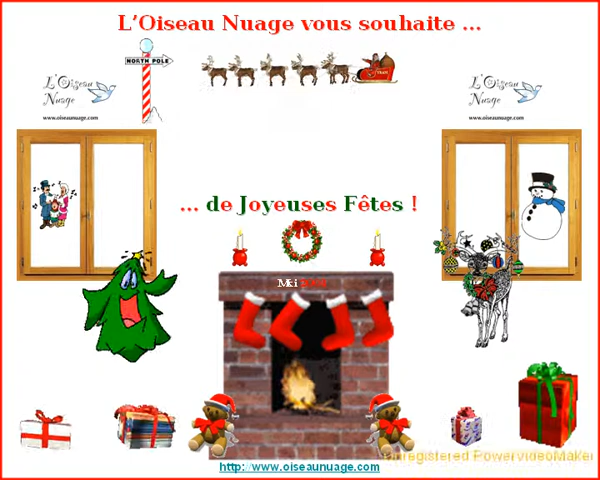 L’Oiseau Nuage vous souhaite ...
NORTH POLE
L'Oiseau
Nuage
www.oiseaunuage.com
L'Oiseau
Nuage
www.oiseaunuage.com
... de Joyeuses Fêtes !
http://www.oiseaunuage.com
Unregistered PowerVideoMaker